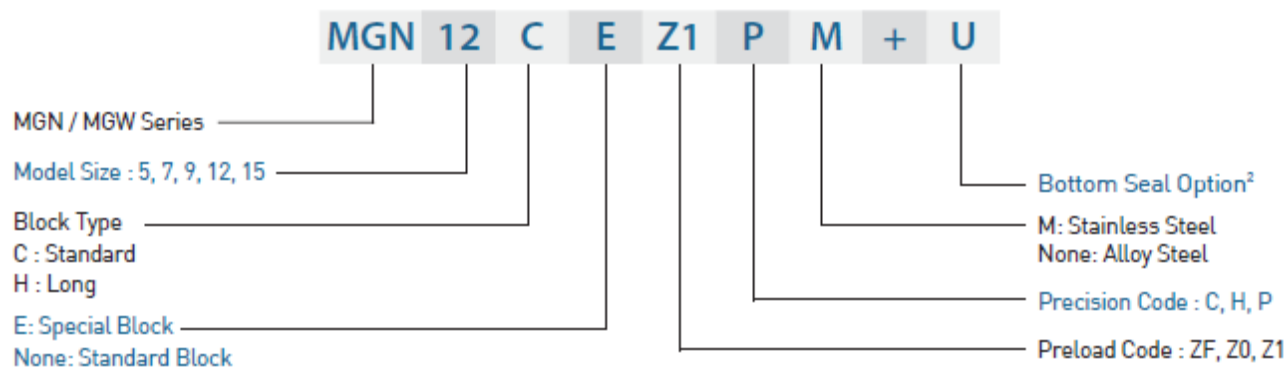 MGN 12 C E Z1 P M + U
MGN / MGW Series
Model Size : 5, 7, 9, 12, 15
Block Type
C : Standard
H : Long
E: Special Block
None: Standard Block
Bottom Seal Option²
M: Stainless Steel
None: Alloy Steel
Precision Code : C, H, P
Preload Code : ZF, Z0, Z1